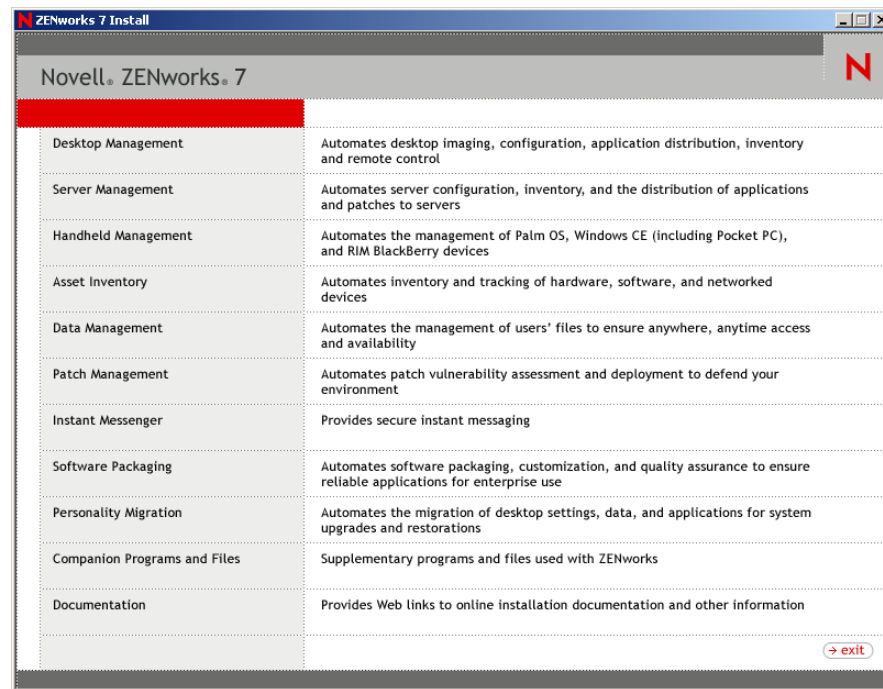 ZENworks 7 Install
Novell® ZENworks® 7
N
Desktop Management
Automates desktop imaging, configuration, application distribution, inventory
and remote control
Server Management
Automates server configuration, inventory, and the distribution of applications
and patches to servers
Handheld Management
Automates the management of Palm OS, Windows CE (including Pocket PC),
and RIM BlackBerry devices
Asset Inventory
Automates inventory and tracking of hardware, software, and networked
devices
Data Management
Automates the management of users’ files to ensure anywhere, anytime access
and availability
Patch Management
Automates patch vulnerability assessment and deployment to defend your
environment
Instant Messenger
Provides secure instant messaging
Software Packaging
Automates software packaging, customization, and quality assurance to ensure
reliable applications for enterprise use
Personality Migration
Automates the migration of desktop settings, data, and applications for system
upgrades and restorations
Companion Programs and Files
Supplementary programs and files used with ZENworks
Documentation
Provides Web links to online installation documentation and other information
→ exit